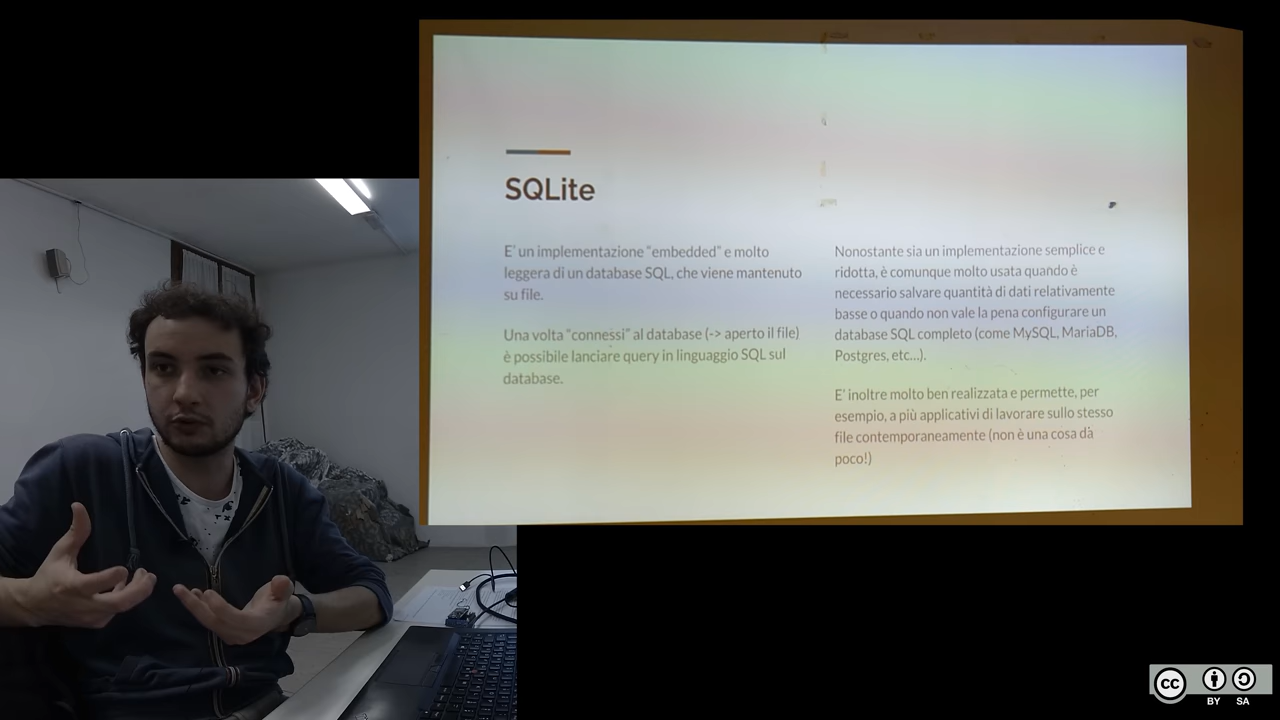 SQLite
E' un implementazione "embedded" e molto
leggera di un database SQL, che viene mantenuto
su file.
Una volta "connessi" al database (-> aperto il file)
è possibile lanciare query in linguaggio SQL sul
database.
Nonostante sia un implementazione semplice e
ridotta, è comunque molto usata quando è
necessario salvare quantità di dati relativamente
basse o quando non vale la pena configurare un
database SQL completo (come MySQL, MariaDB,
Postgres, etc...).
E' inoltre molto ben realizzata e permette, per
esempio, a più applicativi di lavorare sullo stesso
file contemporaneamente (non è una cosa da
poco!)
cc
BY SA